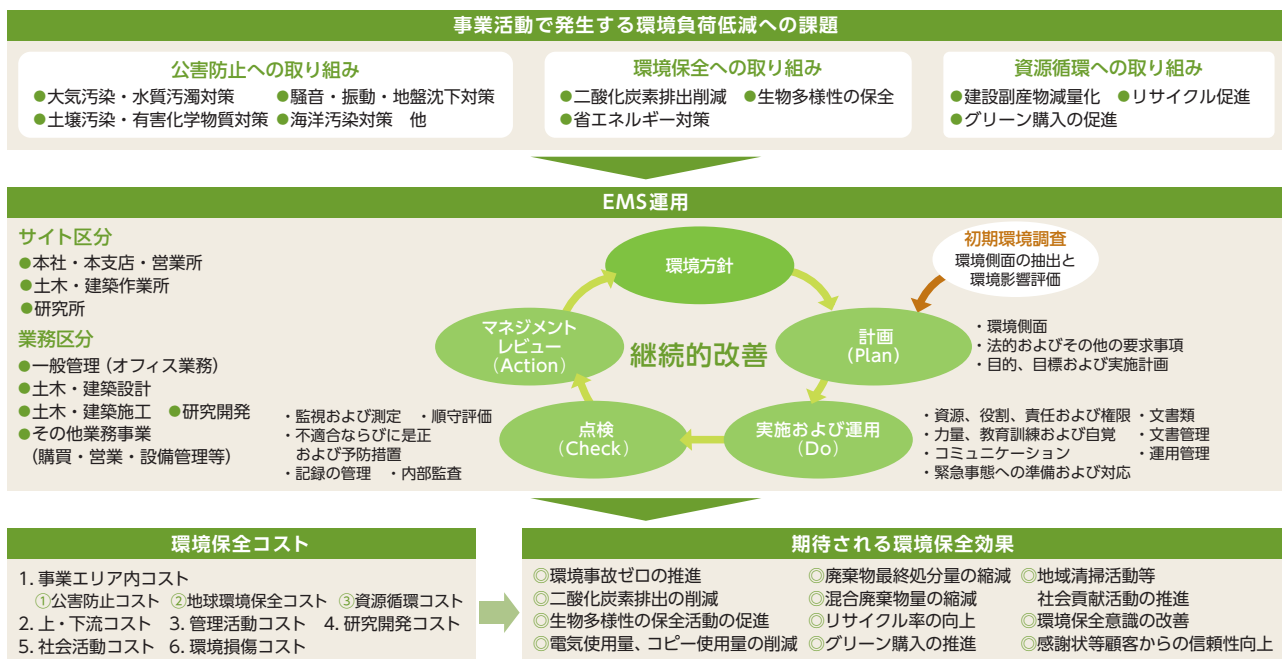 事業活動で発生する環境負荷低減への課題
公害防止への取り組み
●大気汚染・水質汚濁対策 ●騒音・振動・地盤沈下対策
●土壌汚染・有害化学物質対策 ●海洋汚染対策 他
環境保全への取り組み
●二酸化炭素排出削減 ●生物多様性の保全
●省エネルギー対策
資源循環への取り組み
●建設副産物減量化 ●リサイクル促進
●グリーン購入の促進
EMS運用
サイト区分
●本社・本支店・営業所
●土木・建築作業所
●研究所
業務区分
●一般管理（オフィス業務）
●土木・建築設計
●土木・建築施工 ●研究開発
●その他業務事業
（購買・営業・設備管理等）
環境方針
初期環境調査
環境側面の抽出と
環境影響評価
計画
(Plan)
・環境側面
・法的およびその他の要求事項
・目的、目標および実施計画
実施および運用
(Do)
・資源、役割、責任および権限 ・文書類
・力量、教育訓練および自覚 ・文書管理
・コミュニケーション ・運用管理
・緊急事態への準備および対応
点検
(Check)
・監視および測定 ・順守評価
・不適合ならびに是正
および予防措置
・記録の管理 ・内部監査
マネジメント
レビュー
(Action)
継続的改善
環境保全コスト
1. 事業エリア内コスト
①公害防止コスト ②地球環境保全コスト ③資源循環コスト
2. 上・下流コスト 3. 管理活動コスト 4. 研究開発コスト
5. 社会活動コスト 6. 環境損傷コスト
期待される環境保全効果
◎環境事故ゼロの推進
◎二酸化炭素排出の削減
◎生物多様性の保全活動の促進
◎電気使用量、コピー使用量の削減
◎廃棄物最終処分量の縮減
◎混合廃棄物量の縮減
◎リサイクル率の向上
◎グリーン購入の推進
◎地域清掃活動等
社会貢献活動の推進
◎環境保全意識の改善
◎感謝状等顧客からの信頼性向上